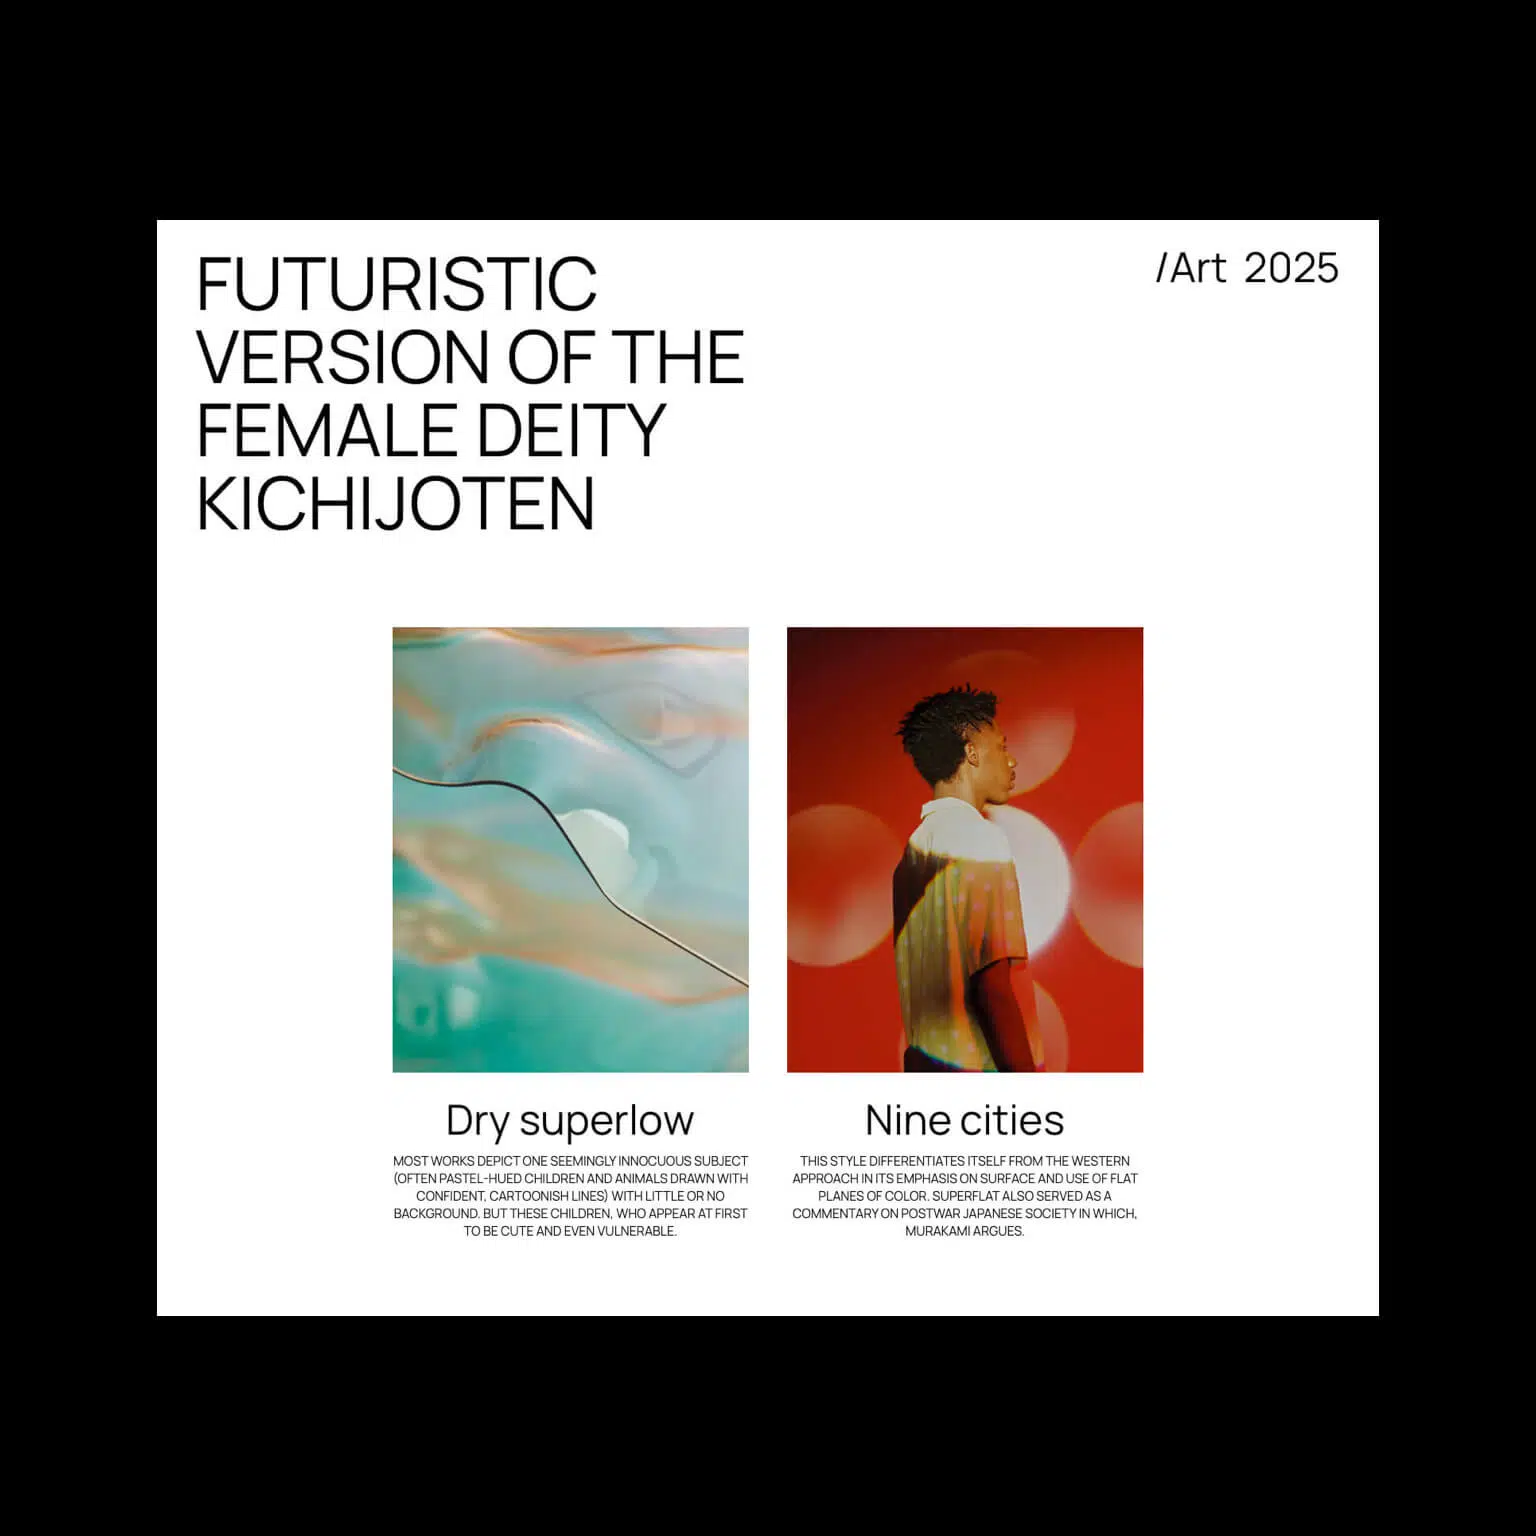 FUTURISTIC
VERSION OF THE
FEMALE DEITY
KICHIJOTEN
/Art 2025
Dry superlow
MOST WORKS DEPICT ONE SEEMINGLY INNOCUOUS SUBJECT
(OFTEN PASTEL-HUED CHILDREN AND ANIMALS DRAWN WITH
CONFIDENT, CARTOONISH LINES) WITH LITTLE OR NO
BACKGROUND. BUT THESE CHILDREN, WHO APPEAR AT FIRST
TO BE CUTE AND EVEN VULNERABLE.
Nine cities
THIS STYLE DIFFERENTIATES ITSELF FROM THE WESTERN
APPROACH IN ITS EMPHASIS ON SURFACE AND USE OF FLAT
PLANES OF COLOR. SUPERFLAT ALSO SERVED AS A
COMMENTARY ON POSTWAR JAPANESE SOCIETY IN WHICH,
MURAKAMI ARGUES.